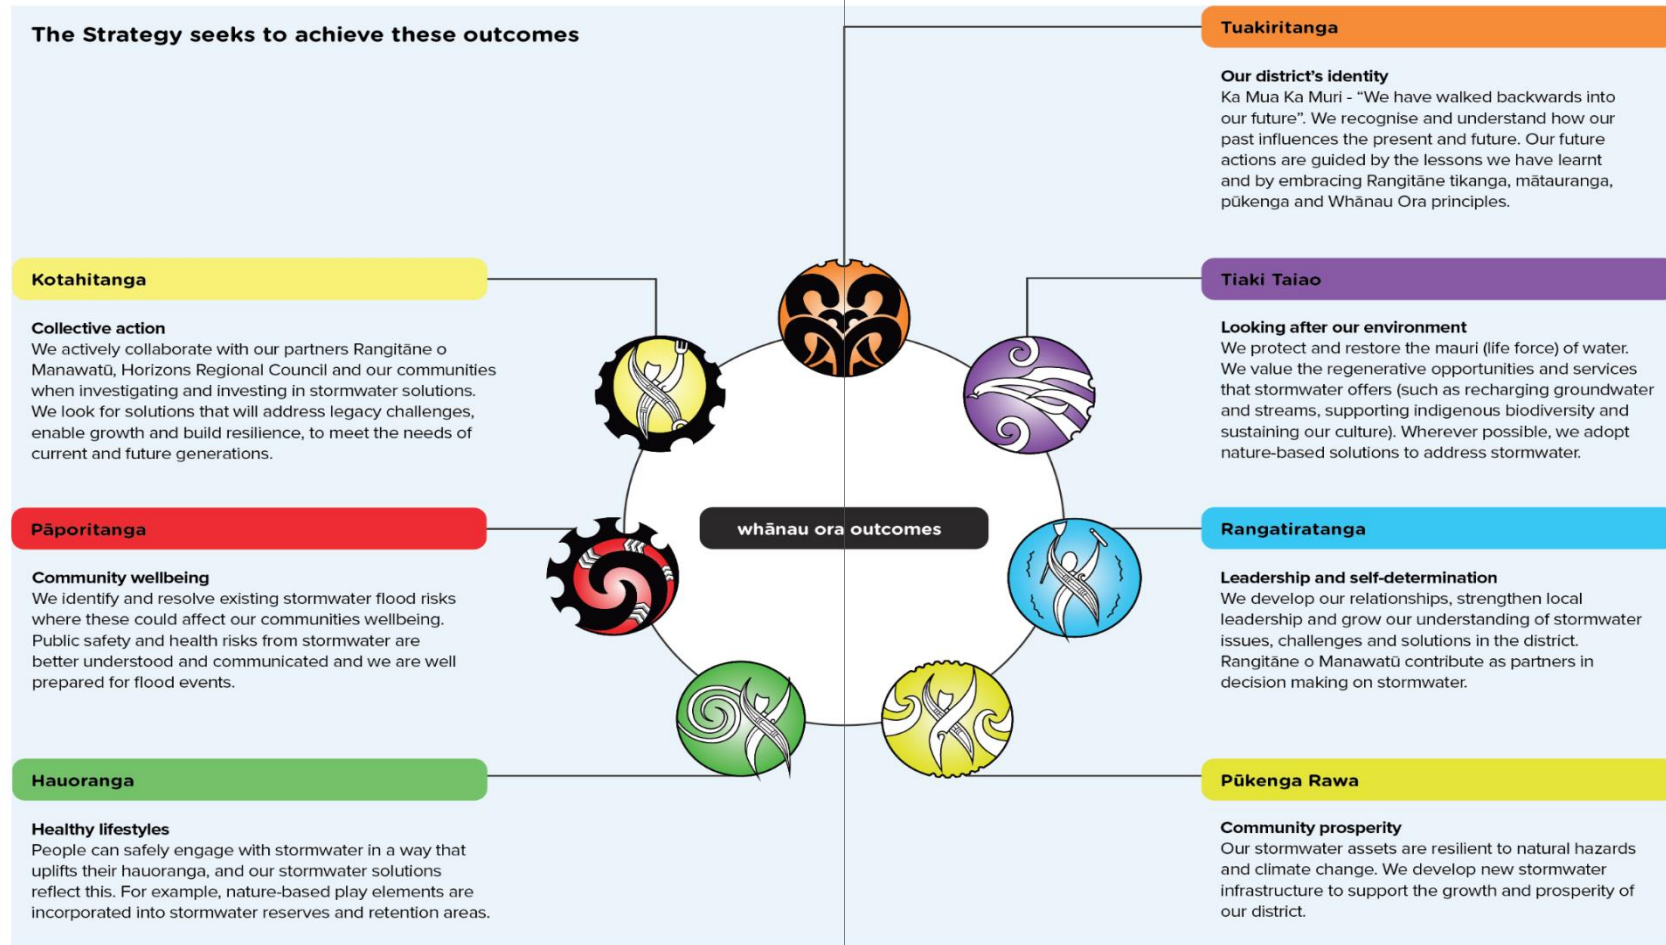 The Strategy seeks to achieve these outcomes
Tuakiritanga
Our district's identity
Ka Mua Ka Muri - “We have walked backwards into
our future”. We recognise and understand how our
past influences the present and future. Our future
actions are guided by the lessons we have learnt
and by embracing Rangitāne tikanga, mātauranga,
pūkenga and Whānau Ora principles.
Kotahitanga
Collective action
We actively collaborate with our partners Rangitāne o
Manawatū, Horizons Regional Council and our communities
when investigating and investing in stormwater solutions.
We look for solutions that will address legacy challenges,
enable growth and build resilience, to meet the needs of
current and future generations.
Tiaki Taiao
Looking after our environment
We protect and restore the mauri (life force) of water.
We value the regenerative opportunities and services
that stormwater offers (such as recharging groundwater
and streams, supporting indigenous biodiversity and
sustaining our culture). Wherever possible, we adopt
nature-based solutions to address stormwater.
Pāporitanga
Community wellbeing
We identify and resolve existing stormwater flood risks
where these could affect our communities wellbeing.
Public safety and health risks from stormwater are
better understood and communicated and we are well
prepared for flood events.
whānau ora outcomes
Rangatiratanga
Leadership and self-determination
We develop our relationships, strengthen local
leadership and grow our understanding of stormwater
issues, challenges and solutions in the district.
Rangitāne o Manawatū contribute as partners in
decision making on stormwater.
Hauoranga
Healthy lifestyles
People can safely engage with stormwater in a way that
uplifts their hauoranga, and our stormwater solutions
reflect this. For example, nature-based play elements are
incorporated into stormwater reserves and retention areas.
Pūkenga Rawa
Community prosperity
Our stormwater assets are resilient to natural hazards
and climate change. We develop new stormwater
infrastructure to support the growth and prosperity of
our district.